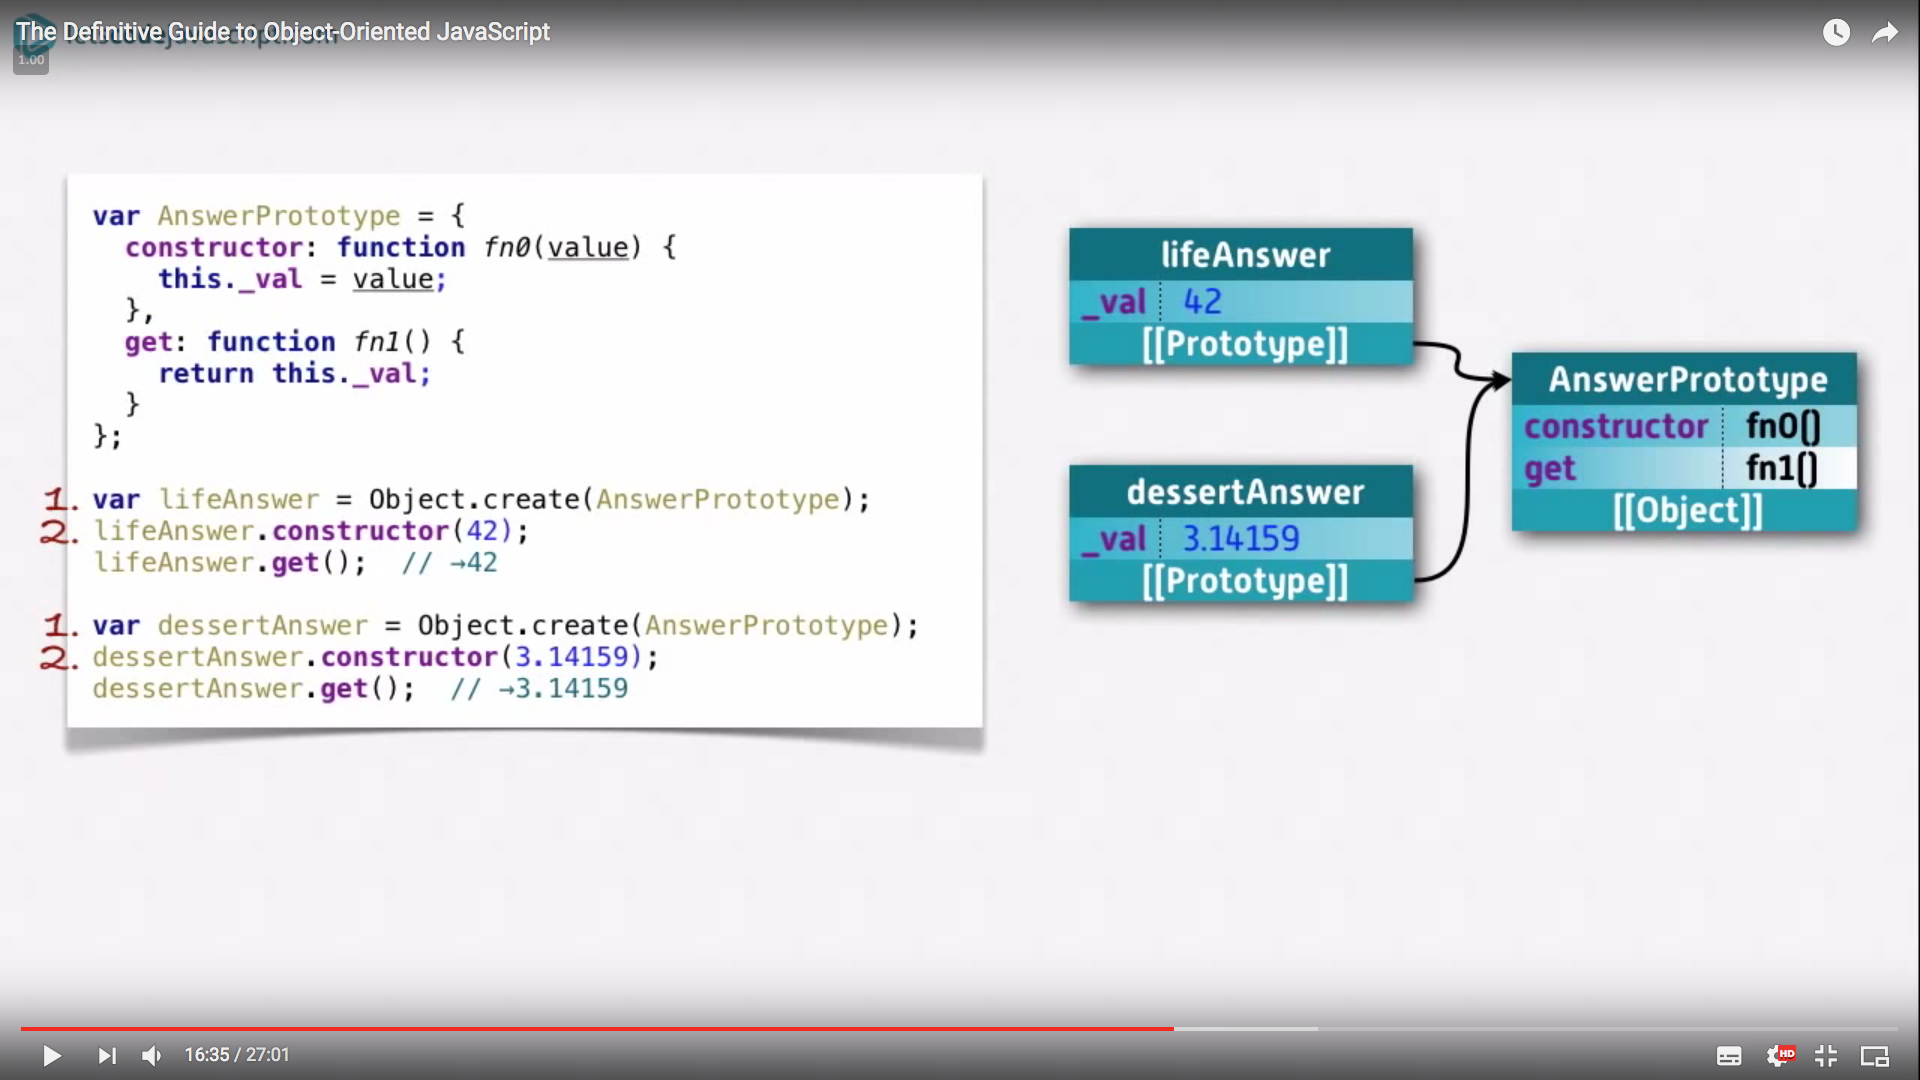 The Definitive Guide to Object-Oriented JavaScript
letscodejavascript.com
1.00
var AnswerPrototype = {
  constructor: function fn0(value) {
    this._val = value;
  },
  get: function fn1() {
    return this._val;
  }
};
1. var lifeAnswer = Object.create(AnswerPrototype);
2. lifeAnswer.constructor(42);
lifeAnswer.get();  // →42
1. var dessertAnswer = Object.create(AnswerPrototype);
2. dessertAnswer.constructor(3.14159);
dessertAnswer.get();  // →3.14159
lifeAnswer
_val 42
[[Prototype]]
dessertAnswer
_val 3.14159
[[Prototype]]
AnswerPrototype
constructor fn0()
get fn1()
[[Object]]
16:35 / 27:01
HD